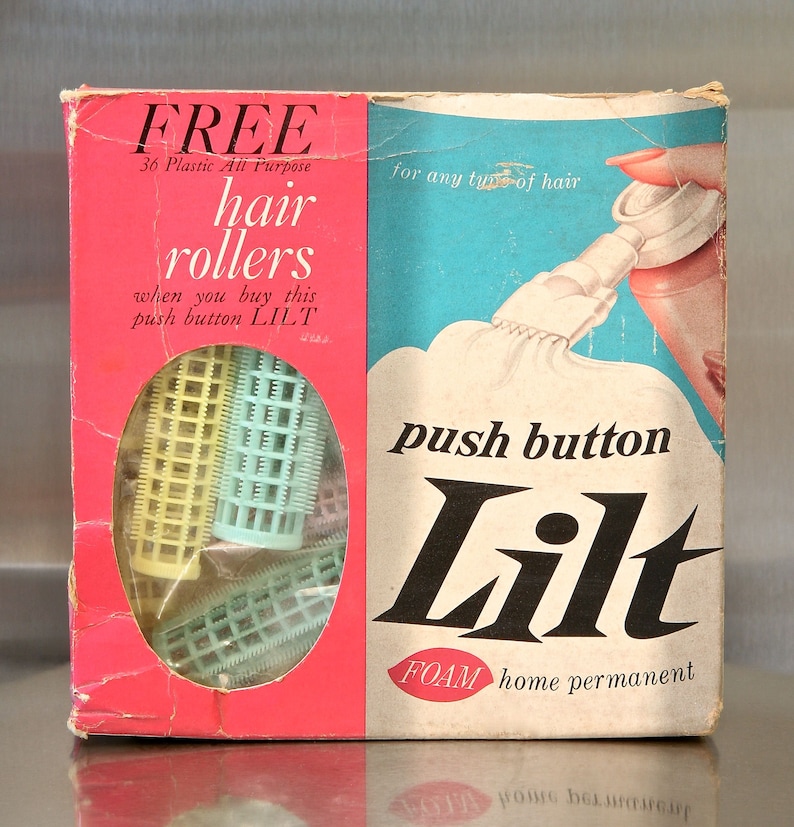 FREE
36 Plastic All Purpose
hair
rollers
when you buy this
push button LILT
for any type of hair
push button
Lilt
FOAM home permanent